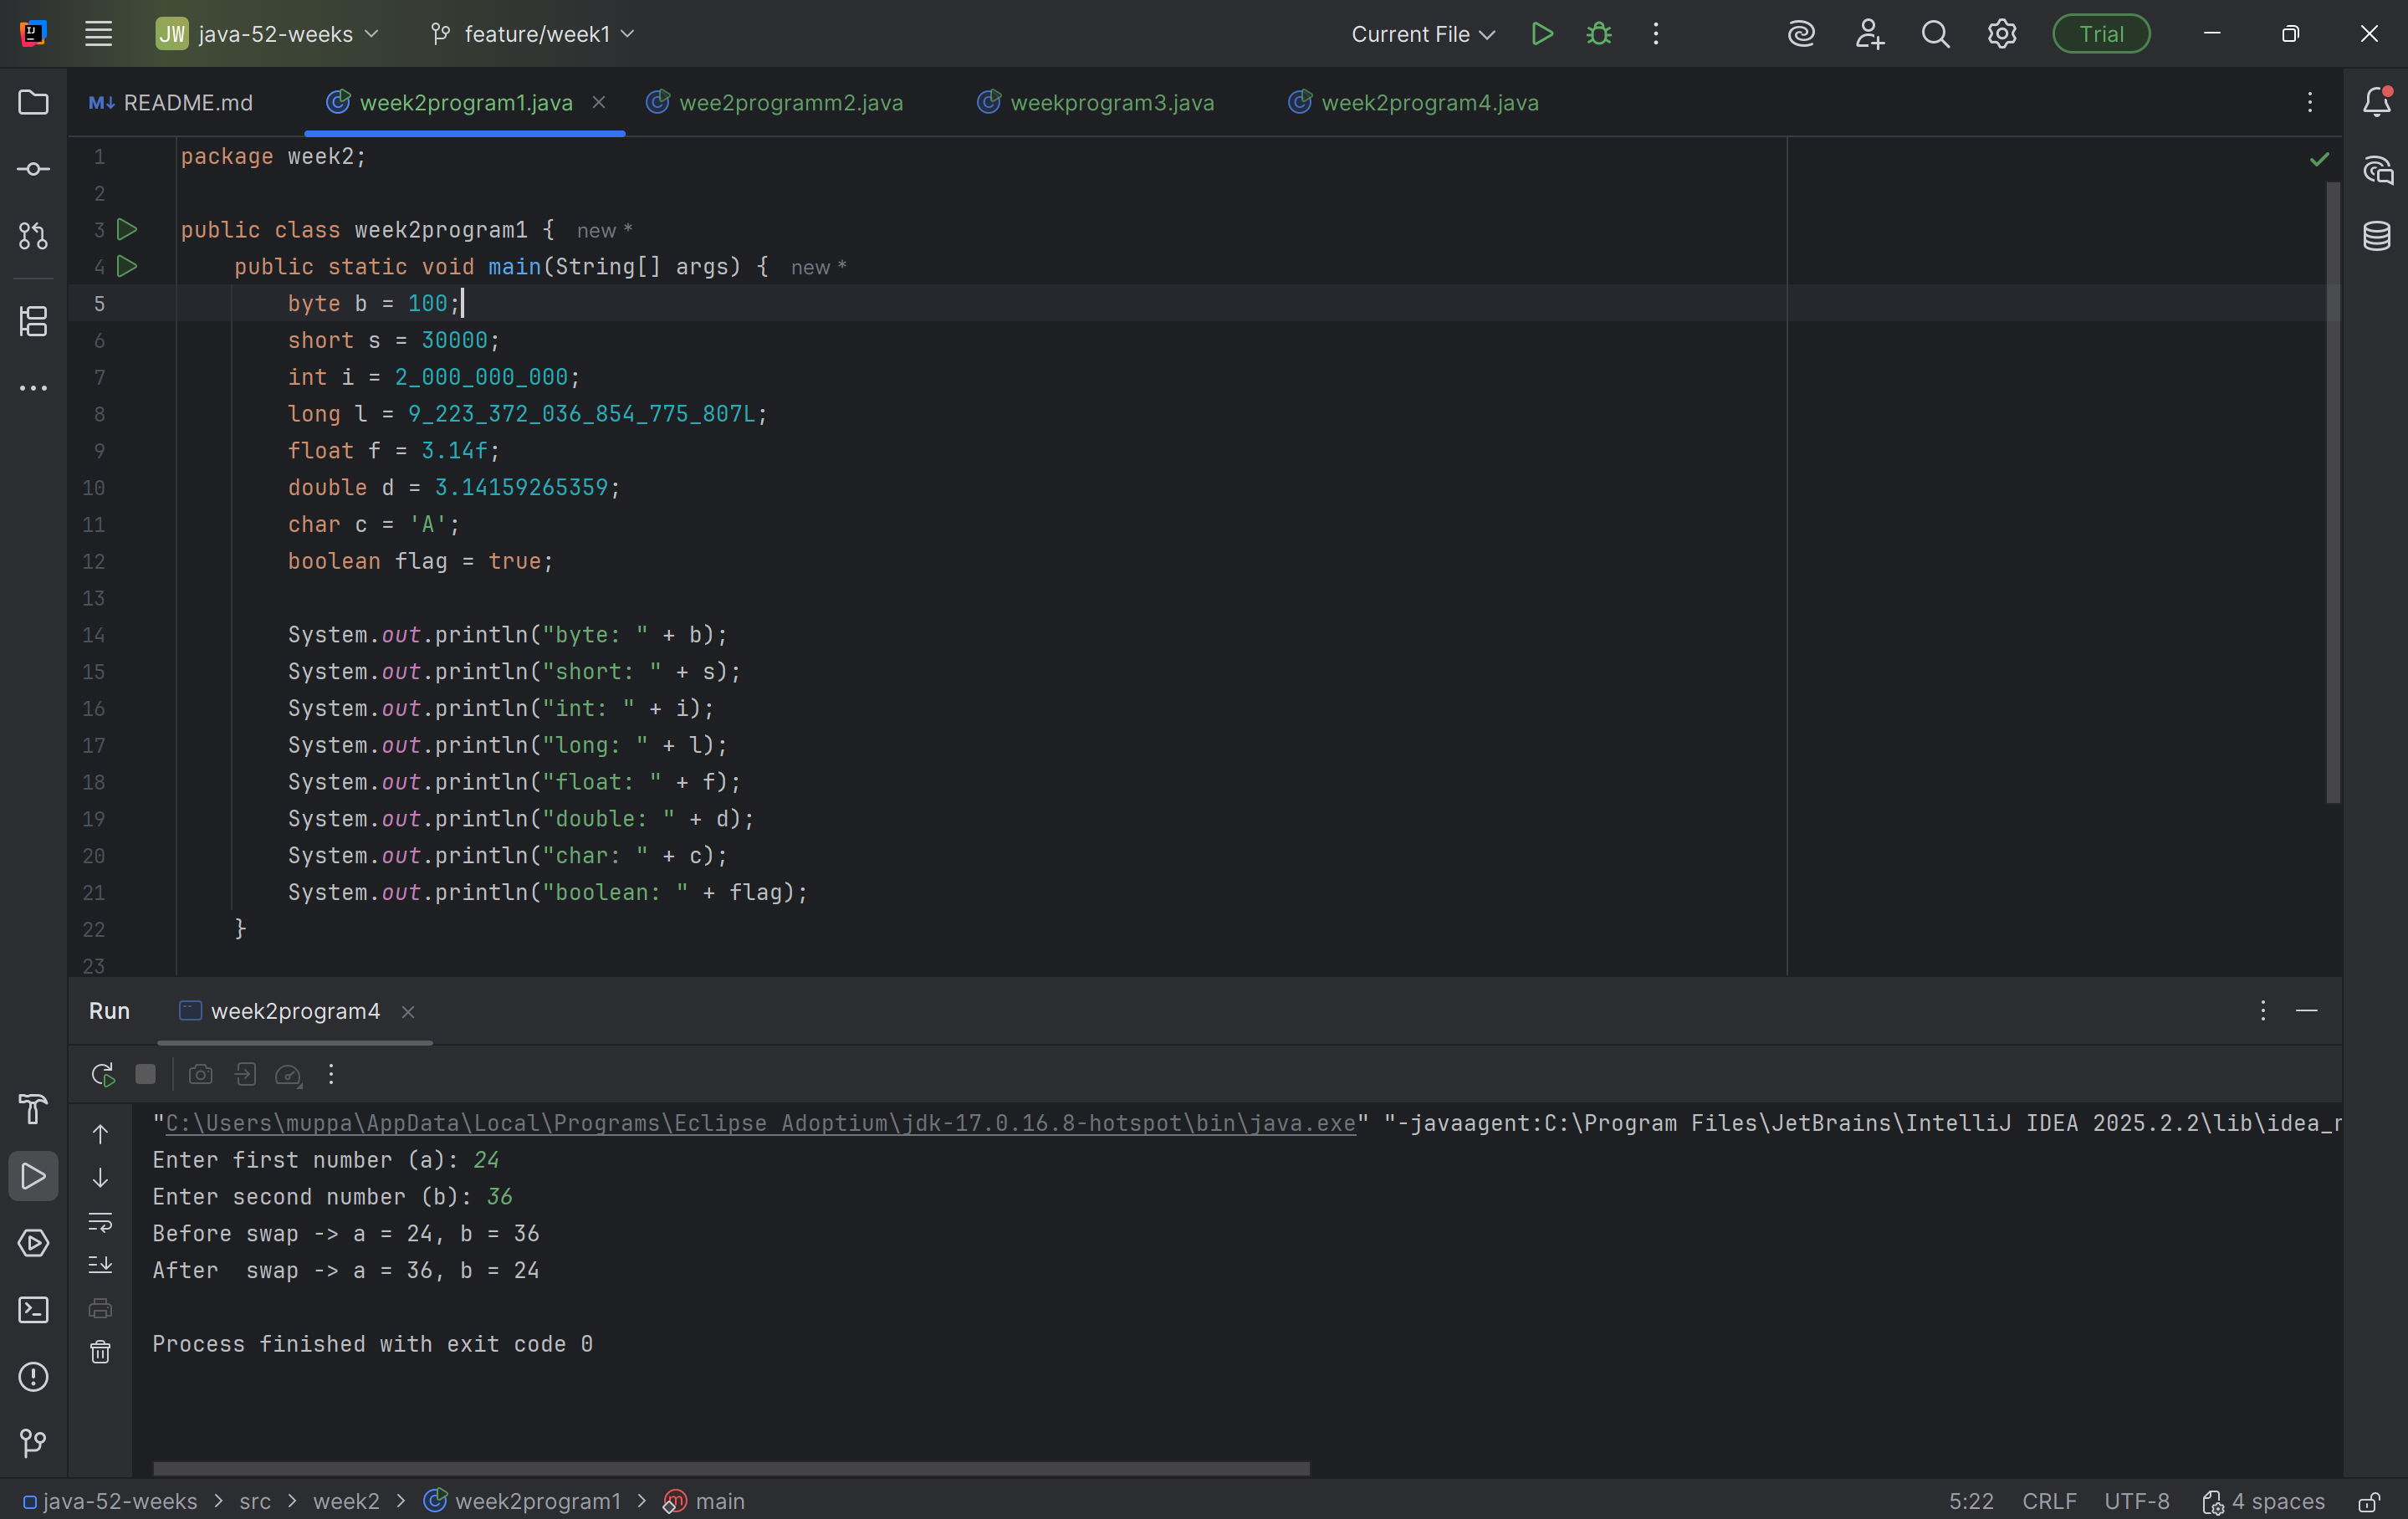 JW java-52-weeks feature/week1 Current File Trial
README.md week2program1.java wee2programm2.java weekprogram3.java week2program4.java
1 package week2;
2
3 public class week2program1 { new *
4 public static void main(String[] args) { new *
5 byte b = 100;
6 short s = 30000;
7 int i = 2_000_000_000;
8 long l = 9_223_372_036_854_775_807L;
9 float f = 3.14f;
10 double d = 3.14159265359;
11 char c = 'A';
12 boolean flag = true;
13
14 System.out.println("byte: " + b);
15 System.out.println("short: " + s);
16 System.out.println("int: " + i);
17 System.out.println("long: " + l);
18 System.out.println("float: " + f);
19 System.out.println("double: " + d);
20 System.out.println("char: " + c);
21 System.out.println("boolean: " + flag);
22 }
23
Run week2program4
"C:\Users\muppa\AppData\Local\Programs\Eclipse Adoptium\jdk-17.0.16.8-hotspot\bin\java.exe" "-javaagent:C:\Program Files\JetBrains\IntelliJ IDEA 2025.2.2\lib\idea_r
Enter first number (a): 24
Enter second number (b): 36
Before swap -> a = 24, b = 36
After  swap -> a = 36, b = 24
Process finished with exit code 0
java-52-weeks > src > week2 > week2program1 > main 5:22 CRLF UTF-8 4 spaces